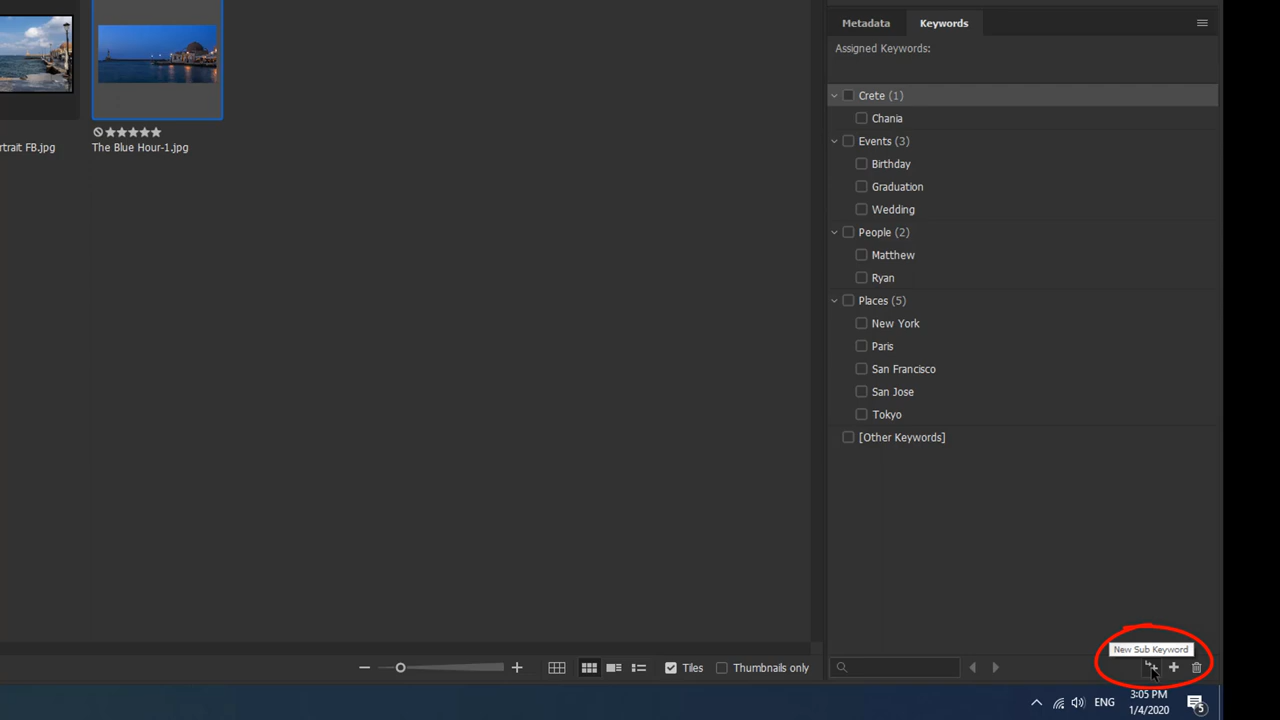 Metadata Keywords
Assigned Keywords:
Crete (1)
Chania
Events (3)
Birthday
Graduation
Wedding
People (2)
Matthew
Ryan
Places (5)
New York
Paris
San Francisco
San Jose
Tokyo
[Other Keywords]
rtrait FB.jpg
The Blue Hour-1.jpg
New Sub Keyword
Tiles Thumbnails only
ENG
3:05 PM
1/4/2020
5